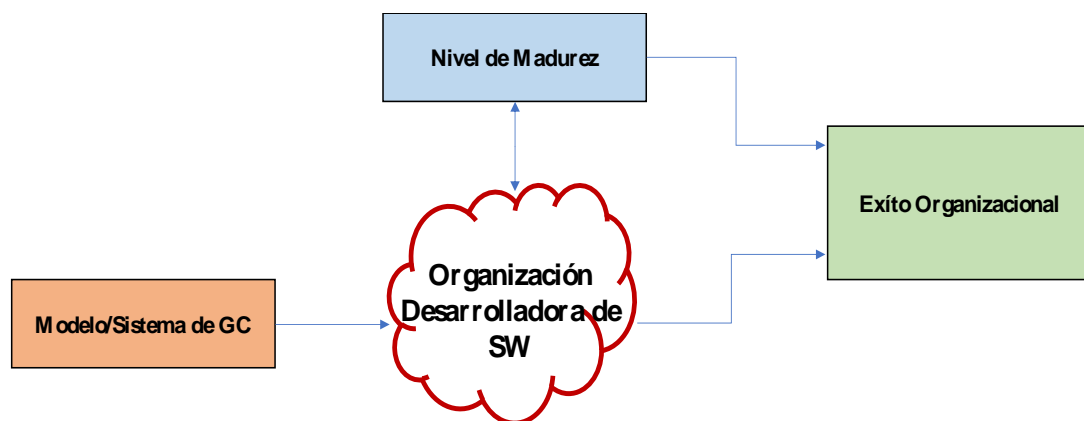 Nivel de Madurez
Exíto Organizacional
Organización
Desarrolladora de
SW
Modelo/Sistema de GC